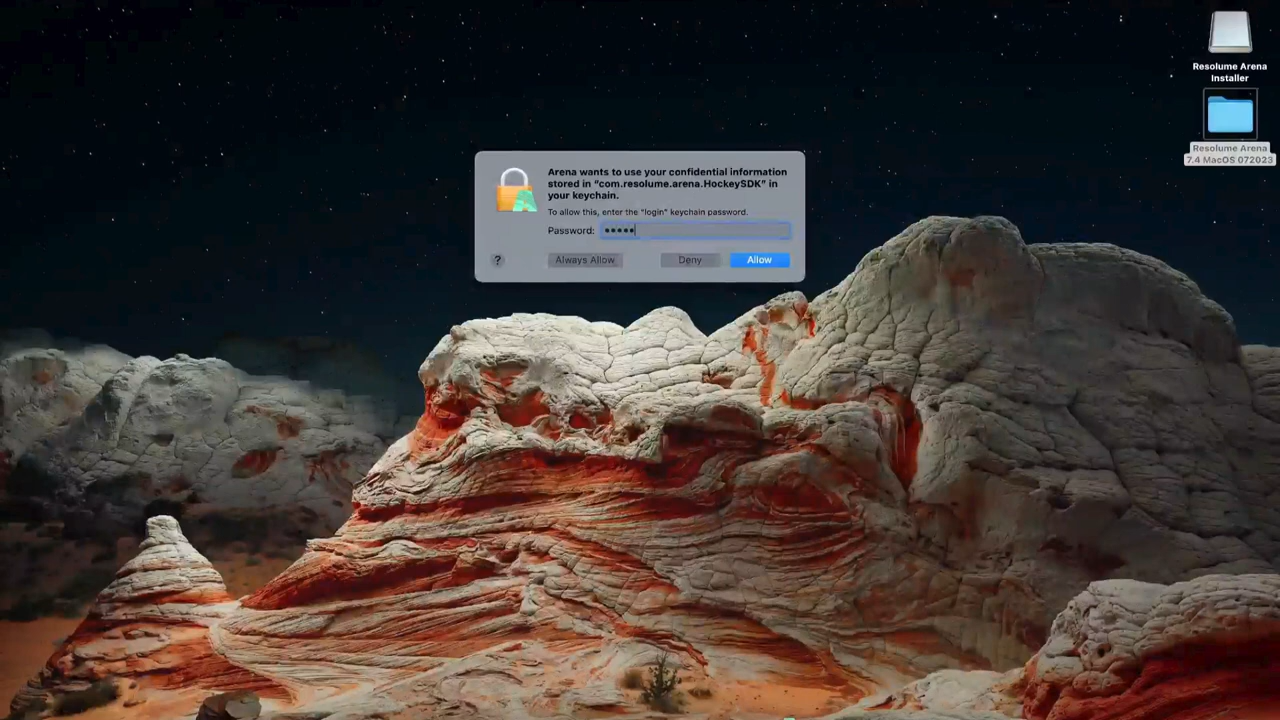 Resolume Arena
Installer
Resolume Arena
7.4 MacOS 072023
Arena wants to use your confidential information
stored in “com.resolume.arena.HockeySDK” in
your keychain.
To allow this, enter the “login” keychain password.
Password: •••••
? Always Allow Deny Allow